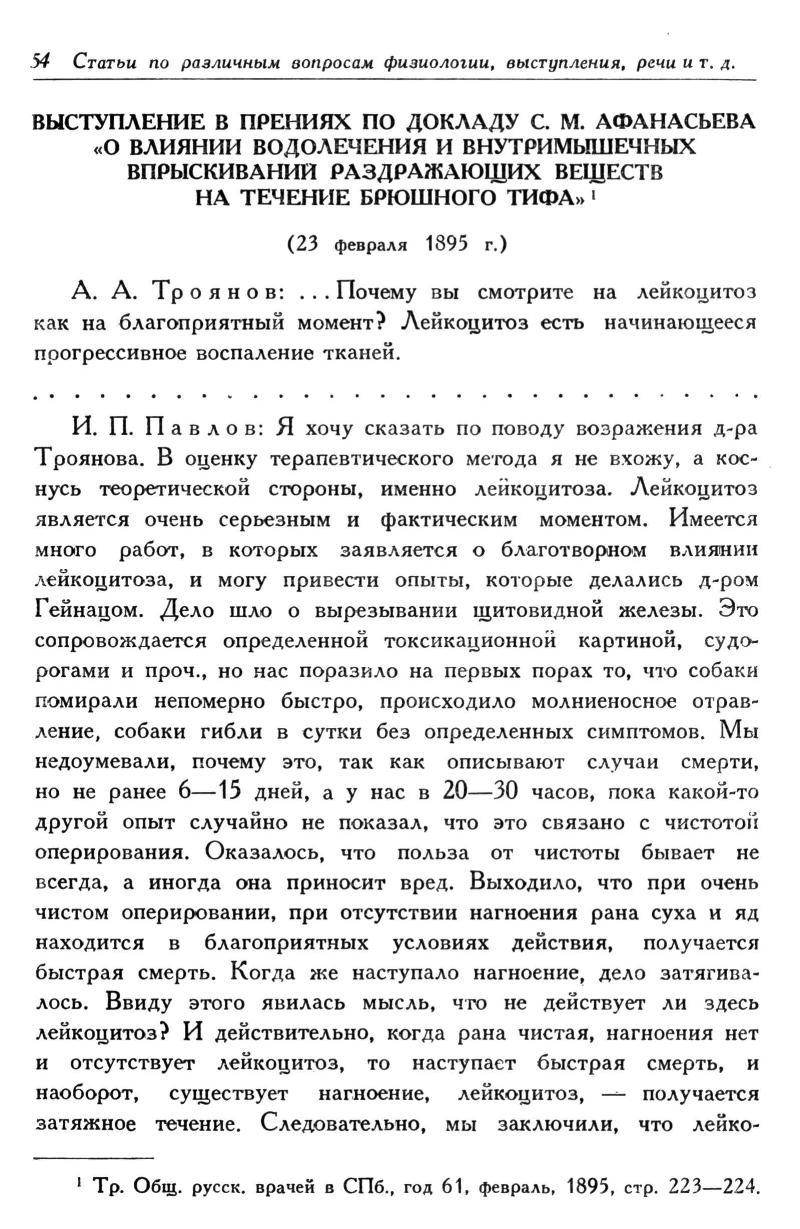 54 Статьи по различным вопросам физиологии, выступления, речи и т. д.
ВЫСТУПЛЕНИЕ В ПРЕНИЯХ ПО ДОКЛАДУ С. М. АФАНАСЬЕВА
«О ВЛИЯНИИ ВОДОЛЕЧЕНИЯ И ВНУТРИМЫШЕЧНЫХ
ВПРЫСКИВАНИЙ РАЗДРАЖАЮЩИХ ВЕЩЕСТВ
НА ТЕЧЕНИЕ БРЮШНОГО ТИФА» ¹
(23 февраля 1895 г.)
А. А. Троянов: ...Почему вы смотрите на лейкоцитоз
как на благоприятный момент? Лейкоцитоз есть начинающееся
прогрессивное воспаление тканей.
. . . . . . . . . . . . . . . . . . . . . . . . . . . . . .
И. П. Павлов: Я хочу сказать по поводу возражения д-ра
Троянова. В оценку терапевтического метода я не вхожу, а кос-
нусь теоретической стороны, именно лейкоцитоза. Лейкоцитоз
является очень серьезным и фактическим моментом. Имеется
много работ, в которых заявляется о благотворном влиянии
лейкоцитоза, и могу привести опыты, которые делались д-ром
Гейнацом. Дело шло о вырезывании щитовидной железы. Это
сопровождается определенной токсикационной картиной, судо-
рогами и проч., но нас поразило на первых порах то, что собаки
помирали непомерно быстро, происходило молниеносное отрав-
ление, собаки гибли в сутки без определенных симптомов. Мы
недоумевали, почему это, так как описывают случаи смерти,
но не ранее 6—15 дней, а у нас в 20—30 часов, пока какой-то
другой опыт случайно не показал, что это связано с чистотой
оперирования. Оказалось, что польза от чистоты бывает не
всегда, а иногда она приносит вред. Выходило, что при очень
чистом оперировании, при отсутствии нагноения рана суха и яд
находится в благоприятных условиях действия, получается
быстрая смерть. Когда же наступало нагноение, дело затягива-
лось. Ввиду этого явилась мысль, что не действует ли здесь
лейкоцитоз? И действительно, когда рана чистая, нагноения нет
и отсутствует лейкоцитоз, то наступает быстрая смерть, и
наоборот, существует нагноение, лейкоцитоз, — получается
затяжное течение. Следовательно, мы заключили, что лейко-
¹ Тр. Общ. русск. врачей в СПб., год 61, февраль, 1895, стр. 223—224.